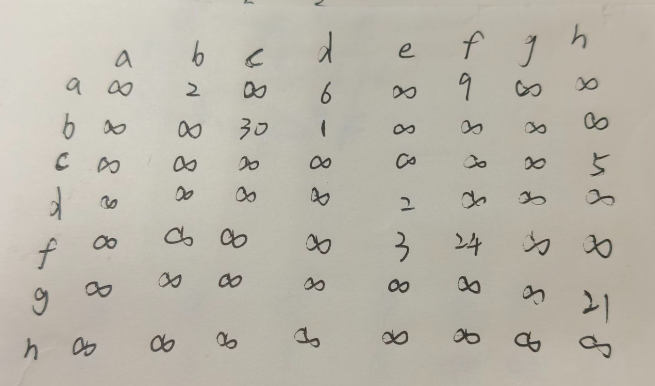 a b c d e f g h
a ∞ 2 ∞ 6 ∞ 9 ∞ ∞
b ∞ ∞ 30 1 ∞ ∞ ∞ ∞
c ∞ ∞ ∞ ∞ ∞ ∞ ∞ 5
d ∞ ∞ ∞ ∞ 2 ∞ ∞ ∞
f ∞ ∞ ∞ ∞ 3 24 ∞ ∞
g ∞ ∞ ∞ ∞ ∞ ∞ ∞ 21
h ∞ ∞ ∞ ∞ ∞ ∞ ∞ ∞